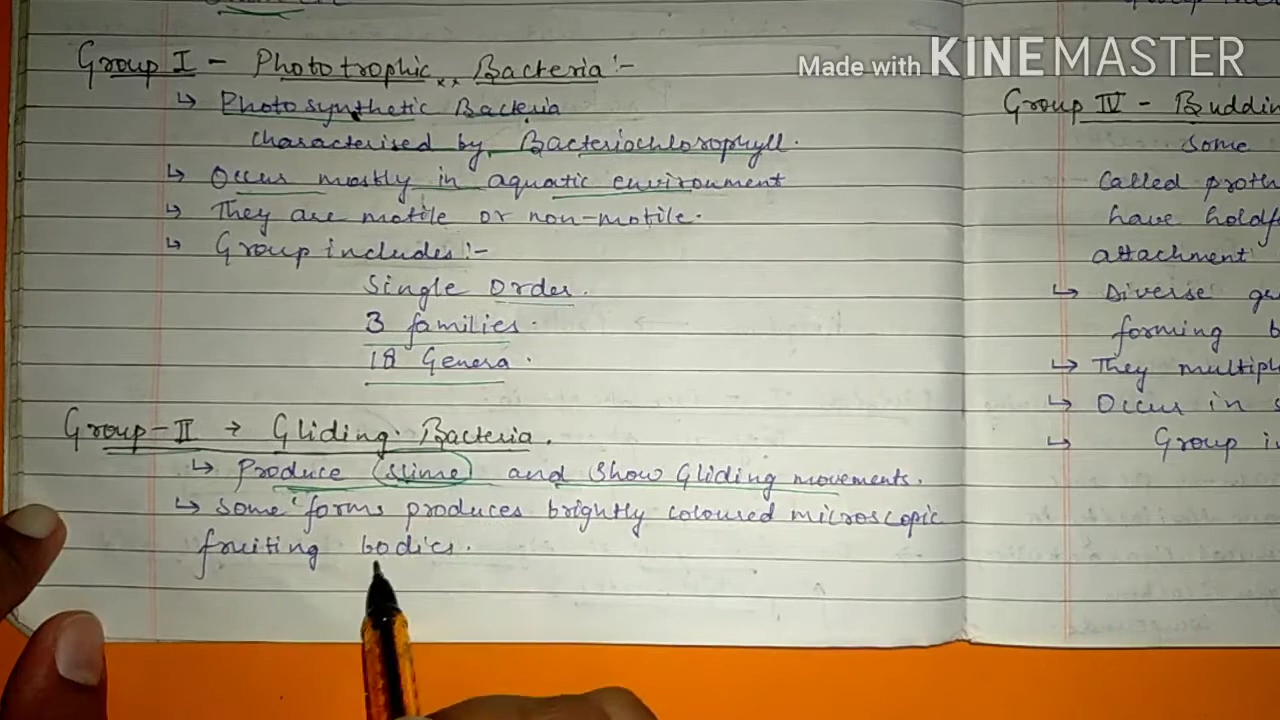 Group I - Phototrophic Bacteria :-
↳ Photosynthetic Bacteria
characterised by Bacteriochlorophyll.
↳ Occurs mostly in aquatic environment
↳ They are motile or non-motile.
↳ Group includes :-
Single Order.
3 families.
18 Genera.
Group-II → Gliding Bacteria.
↳ Produce (slime) and show Gliding movements.
↳ some forms produces brightly coloured microscopic
fruiting bodies.
Made with KINEMASTER
Group IV - Buddin
some
called proth
have holdf
attachment
↳ Diverse ge
forming b
↳ They multipl
↳ Occur in s
↳ Group i